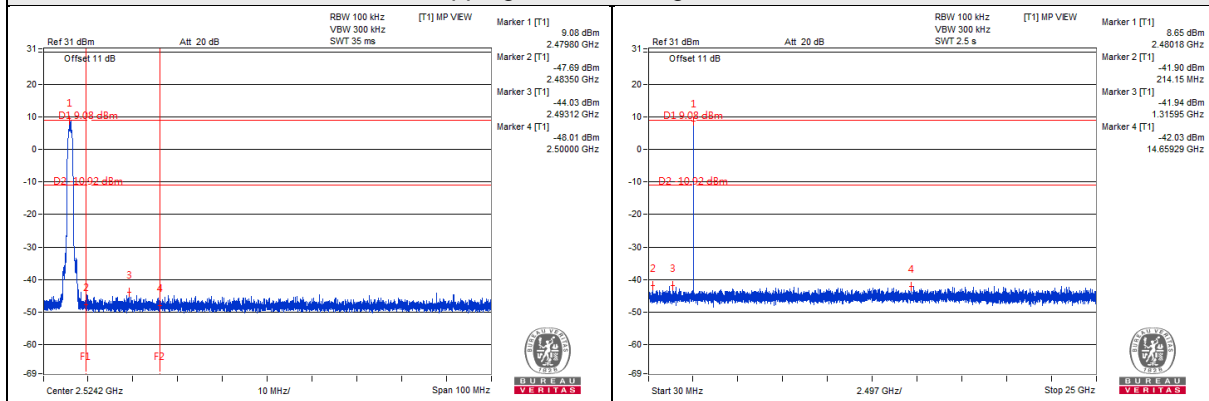 RBW 100 kHz
[T1] MP VIEW
VBW 300 kHz
Ref 31 dBm
Att 20 dB
SWT 35 ms
Marker 1 [T1]
9.08 dBm
2.47980 GHz
Marker 2 [T1]
-47.69 dBm
2.48350 GHz
Marker 3 [T1]
-44.03 dBm
2.49312 GHz
Marker 4 [T1]
-48.01 dBm
2.50000 GHz
31
Offset 11 dB
20
1
10
D1 9.08 dBm
0
-10
D2 -10.92 dBm
-20
-30
-40
3
2
4
-50
-60
F1
F2
-69
Center 2.5242 GHz
10 MHz/
Span 100 MHz
BUREAU VERITAS
1828
BUREAU
VERITAS
RBW 100 kHz
[T1] MP VIEW
VBW 300 kHz
Ref 31 dBm
Att 20 dB
SWT 2.5 s
Marker 1 [T1]
8.65 dBm
2.48018 GHz
Marker 2 [T1]
-41.90 dBm
214.15 MHz
Marker 3 [T1]
-41.94 dBm
1.31595 GHz
Marker 4 [T1]
-42.03 dBm
14.65929 GHz
31
Offset 11 dB
20
1
10
D1 9.08 dBm
0
-10
D2 -10.92 dBm
-20
-30
2
3
4
-40
-50
-60
-69
Start 30 MHz
2.497 GHz/
Stop 25 GHz
BUREAU VERITAS
1828
BUREAU
VERITAS